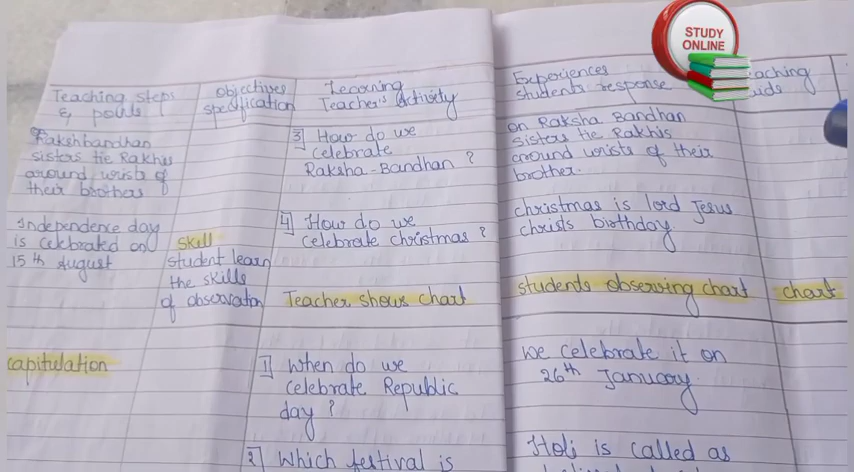 STUDY
ONLINE
Teaching steps
& points
objectives
specification
Learning
Teacher's Activity
Experiences
students response
aching
aids
Rakshbandhan
sisters tie Rakhis
around wrists of
their brothers
3] How do we
celebrate
Raksha-Bandhan ?
on Raksha Bandhan
sisters tie Rakhis
around wrists of their
brother.
Independence day
is celebrated on
15th August
skill
student learn
the skills
of observation
4] How do we
celebrate christmas ?
christmas is lord Jesus
christs birthday.
Teacher shows chart
students observing chart
chart
capitulation
1] When do we
celebrate Republic
day ?
we celebrate it on
26th January.
2] Which festival is
Holi is called as